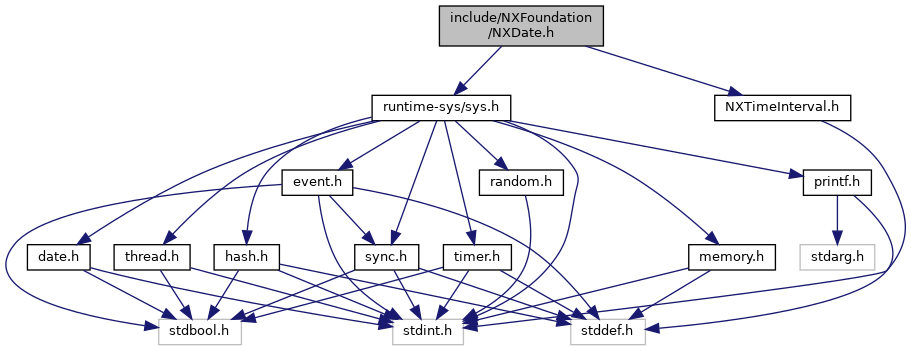 include/NXFoundation
/NXDate.h
runtime-sys/sys.h
NXTimeInterval.h
event.h
random.h
printf.h
date.h
thread.h
hash.h
sync.h
timer.h
memory.h
stdarg.h
stdbool.h
stdint.h
stddef.h